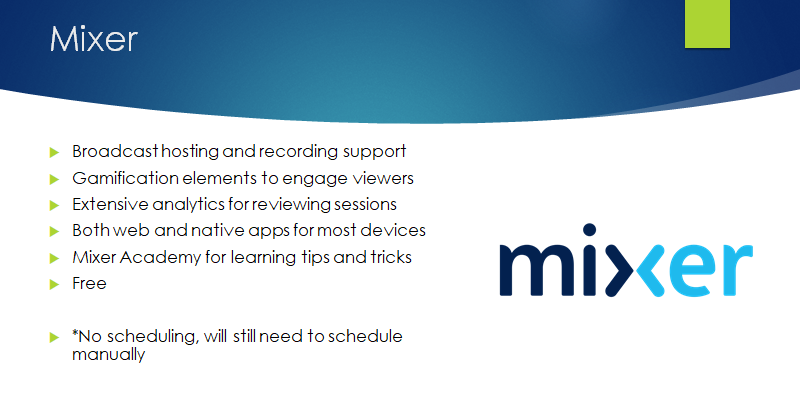 Mixer
Broadcast hosting and recording support
Gamification elements to engage viewers
Extensive analytics for reviewing sessions
Both web and native apps for most devices
Mixer Academy for learning tips and tricks
Free
*No scheduling, will still need to schedule
manually
mixer